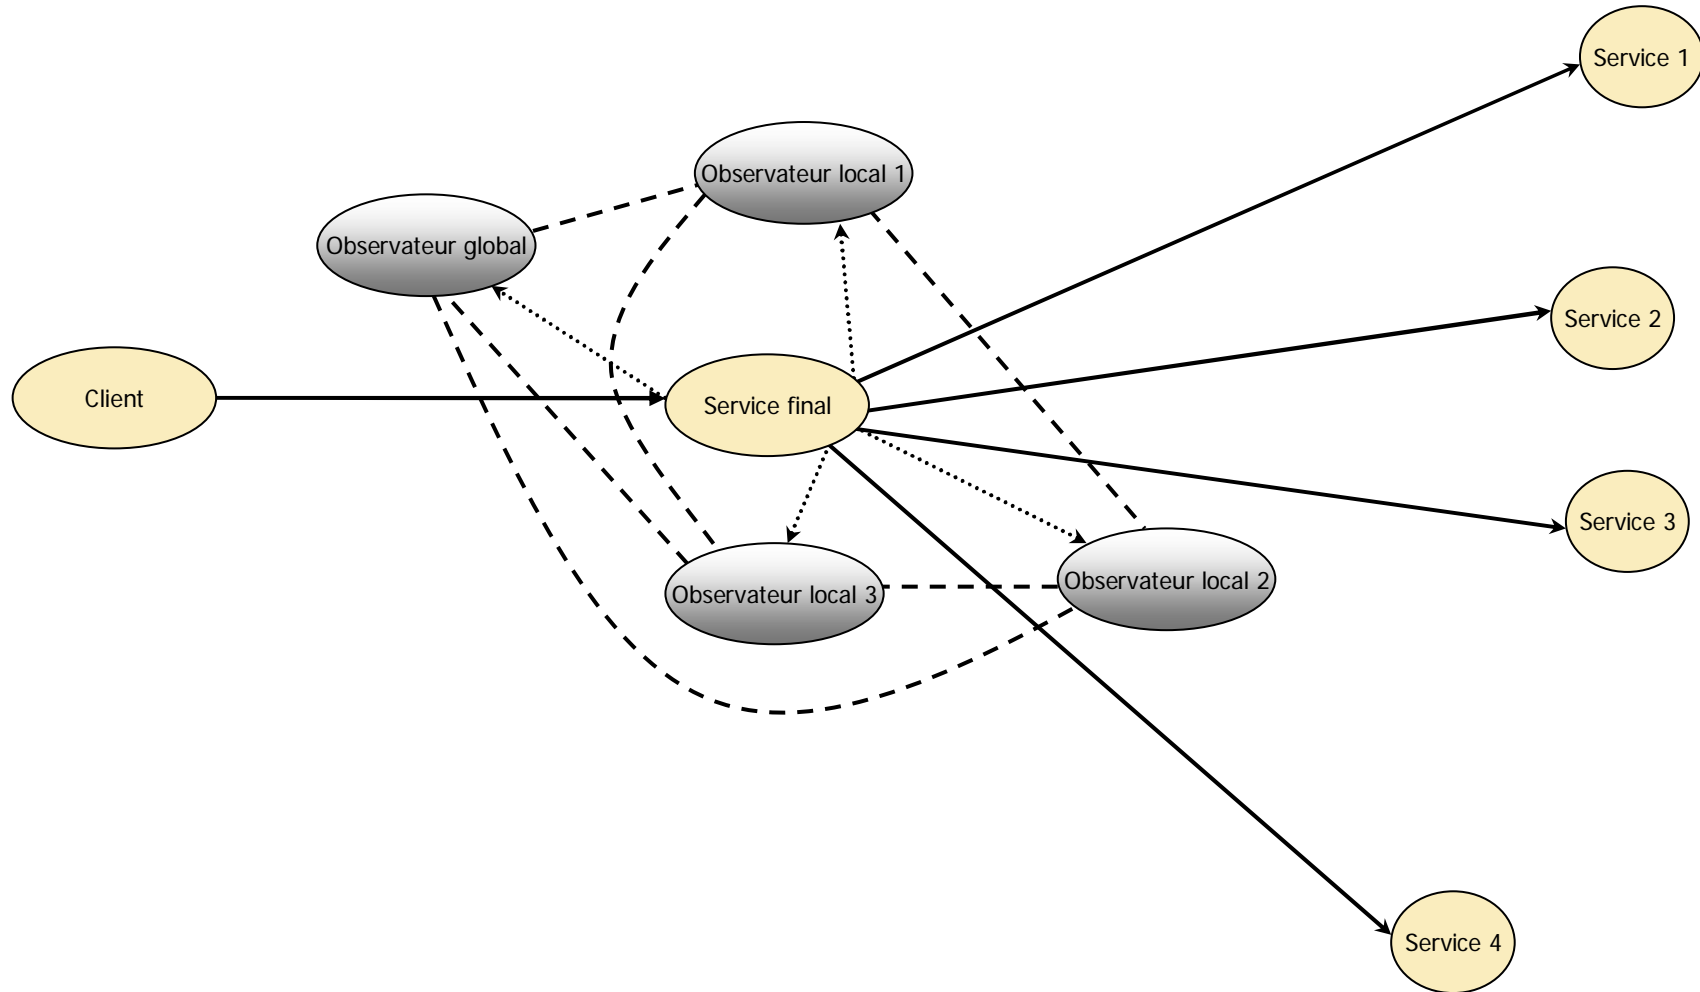 Service 1
Observateur local 1
Observateur global
Service 2
Client
Service final
Service 3
Observateur local 2
Observateur local 3
Service 4